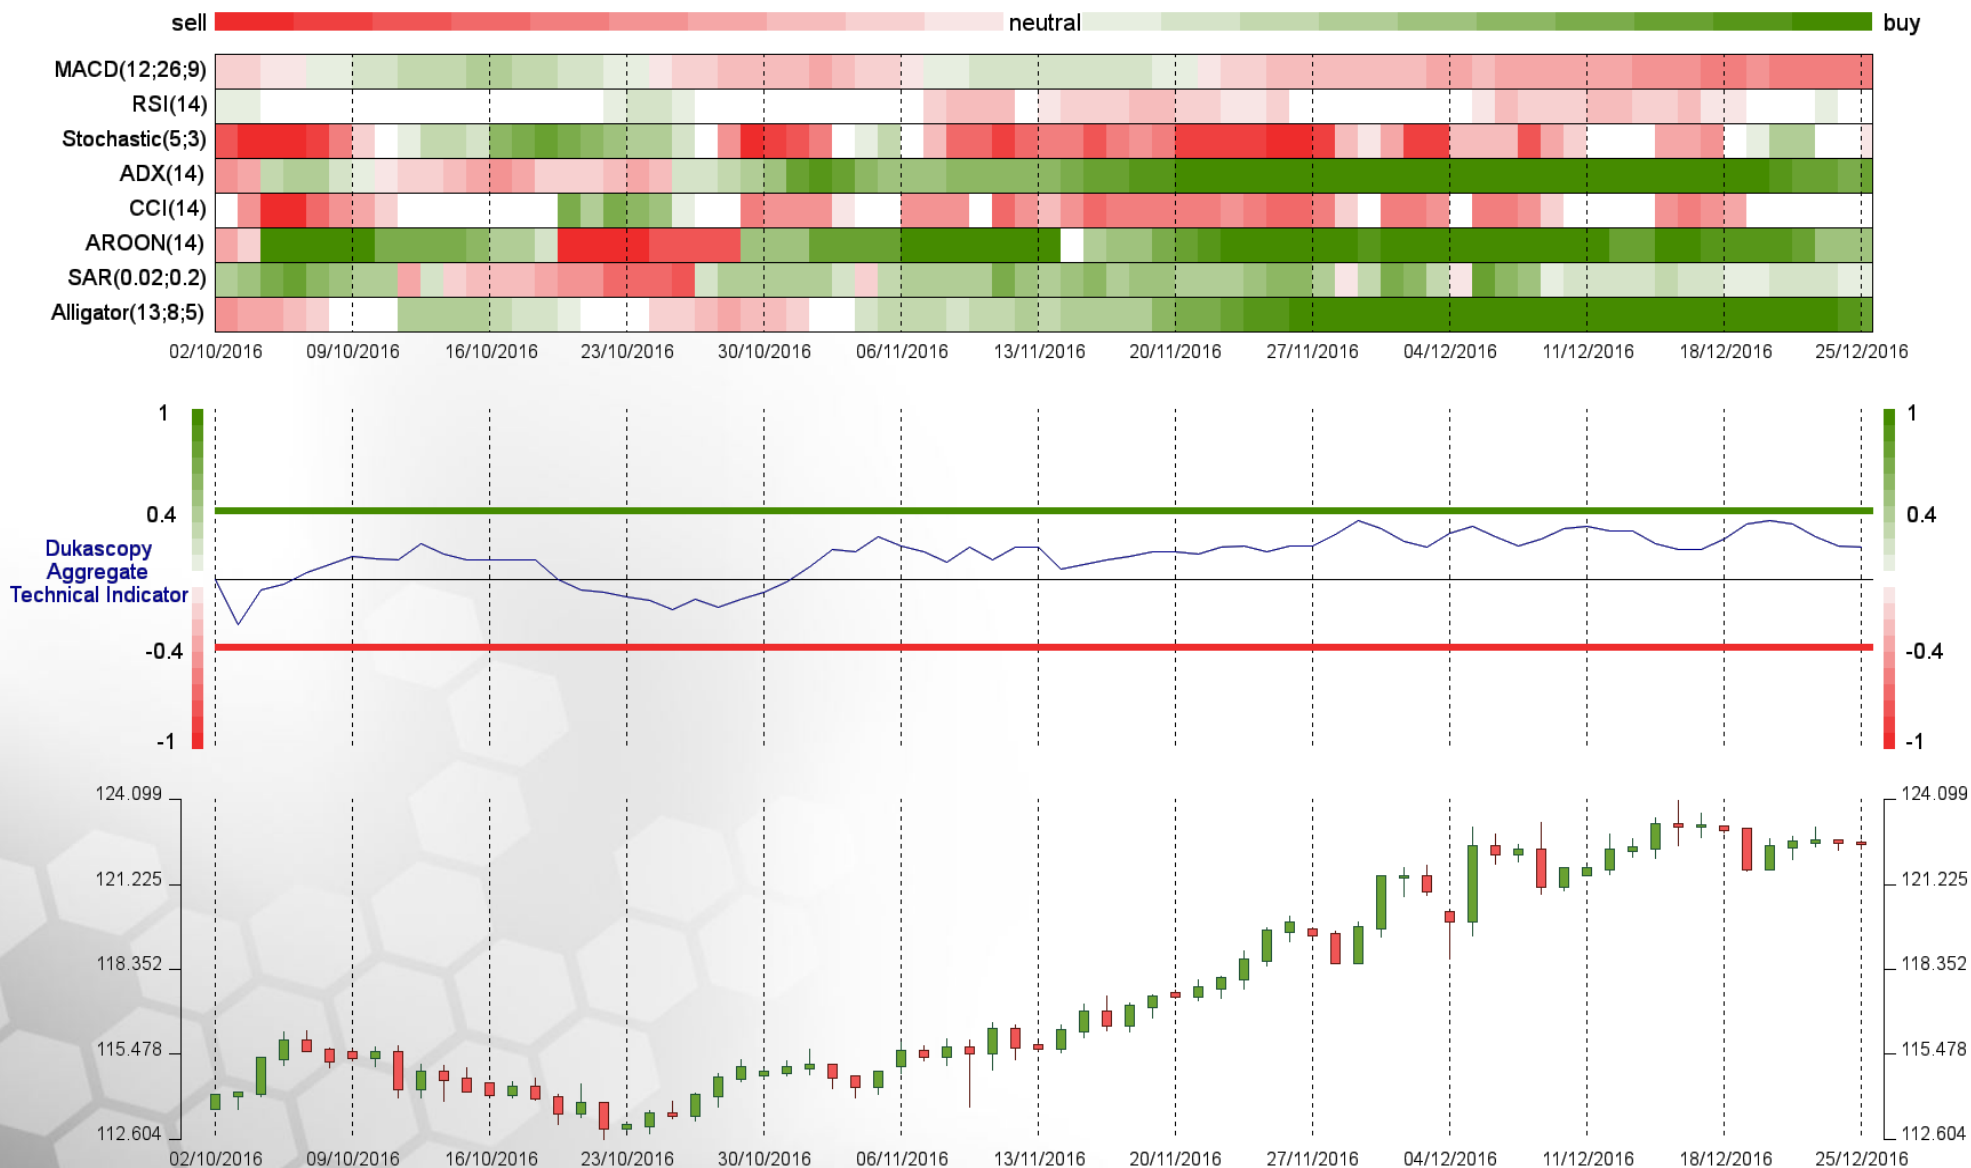 sell neutral buy
MACD(12;26;9)
RSI(14)
Stochastic(5;3)
ADX(14)
CCI(14)
AROON(14)
SAR(0.02;0.2)
Alligator(13;8;5)
02/10/2016 09/10/2016 16/10/2016 23/10/2016 30/10/2016 06/11/2016 13/11/2016 20/11/2016 27/11/2016 04/12/2016 11/12/2016 18/12/2016 25/12/2016
1 1
0.4 0.4
Dukascopy
Aggregate
Technical Indicator
-0.4 -0.4
-1 -1
124.099 124.099
121.225 121.225
118.352 118.352
115.478 115.478
112.604 112.604
02/10/2016 09/10/2016 16/10/2016 23/10/2016 30/10/2016 06/11/2016 13/11/2016 20/11/2016 27/11/2016 04/12/2016 11/12/2016 18/12/2016 25/12/2016